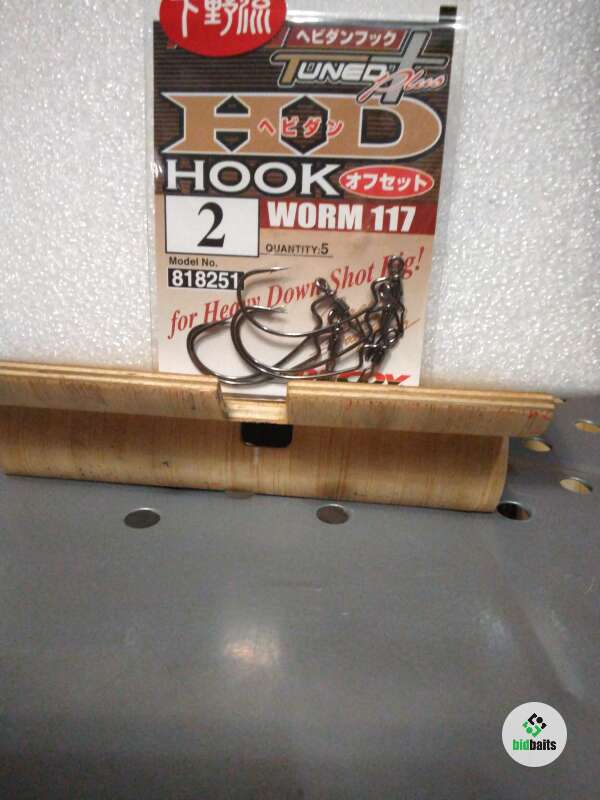 下野流
ヘビダンフック
TUNED Plus
HD
ヘビダン
HOOK オフセット
2 WORM 117
QUANTITY:5
Model No.
818251
for Heavy Down Shot Rig!
bidbaits